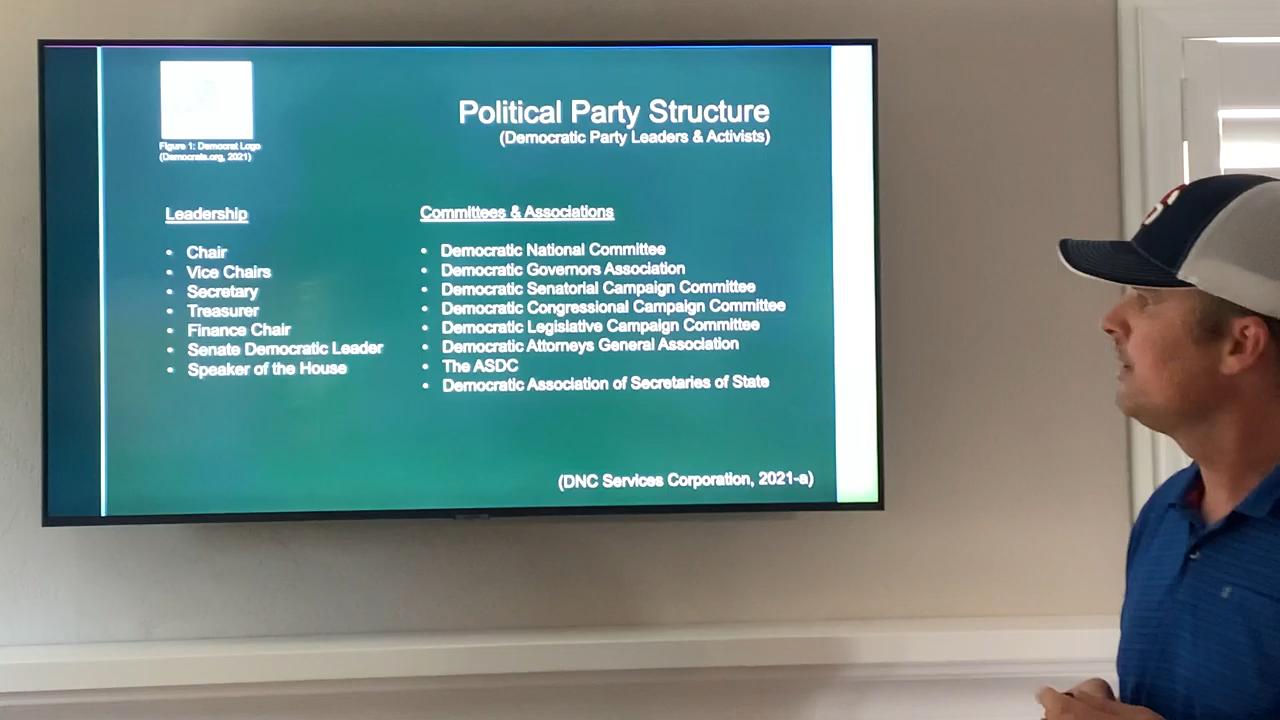 Political Party Structure
(Democratic Party Leaders & Activists)
Figure 1: Democrat Logo
(Democrats.org, 2021)
Leadership
• Chair
• Vice Chairs
• Secretary
• Treasurer
• Finance Chair
• Senate Democratic Leader
• Speaker of the House
Committees & Associations
• Democratic National Committee
• Democratic Governors Association
• Democratic Senatorial Campaign Committee
• Democratic Congressional Campaign Committee
• Democratic Legislative Campaign Committee
• Democratic Attorneys General Association
• The ASDC
• Democratic Association of Secretaries of State
(DNC Services Corporation, 2021-a)